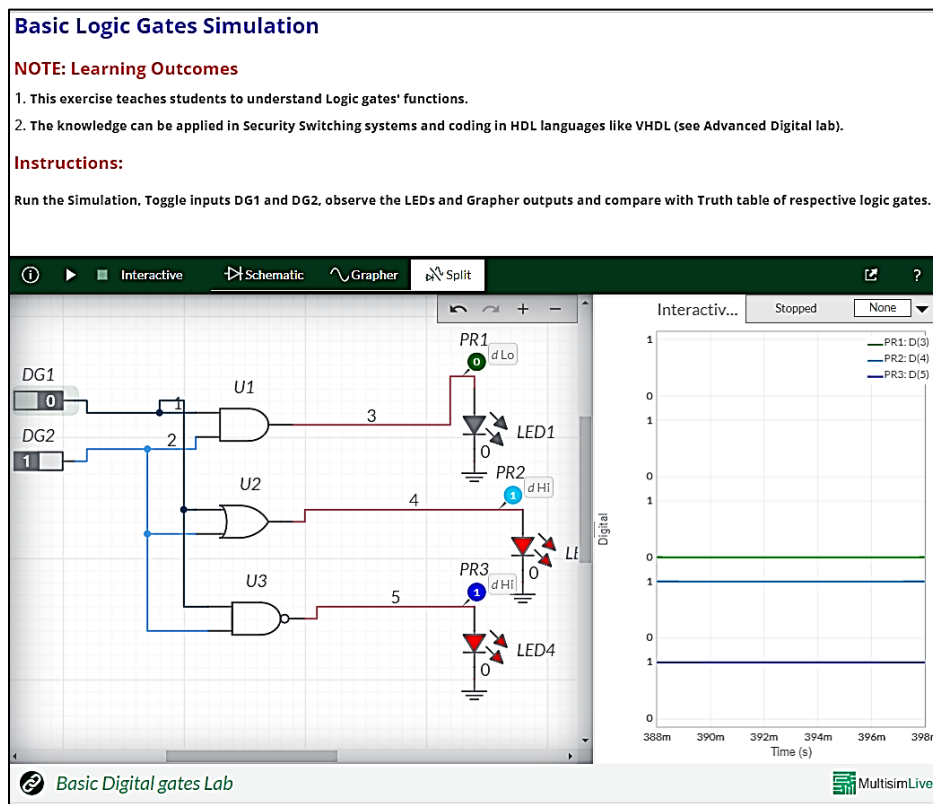 Basic Logic Gates Simulation
NOTE: Learning Outcomes
1. This exercise teaches students to understand Logic gates' functions.
2. The knowledge can be applied in Security Switching systems and coding in HDL languages like VHDL (see Advanced Digital lab).
Instructions:
Run the Simulation, Toggle inputs DG1 and DG2, observe the LEDs and Grapher outputs and compare with Truth table of respective logic gates.
Interactive Schematic Grapher Split ?
Interactiv... Stopped None
PR1
0 d Lo
DG1
0
U1
1
3
DG2
1
2
LED1
0
PR2
1 d Hi
U2
4
LE
0
PR3
1 d Hi
U3
5
LED4
0
PR1: D(3)
PR2: D(4)
PR3: D(5)
1
0
1
0
1
0
1
0
1
0
Digital
388m 390m 392m 394m 396m 398m
Time (s)
Basic Digital gates Lab
MultisimLive